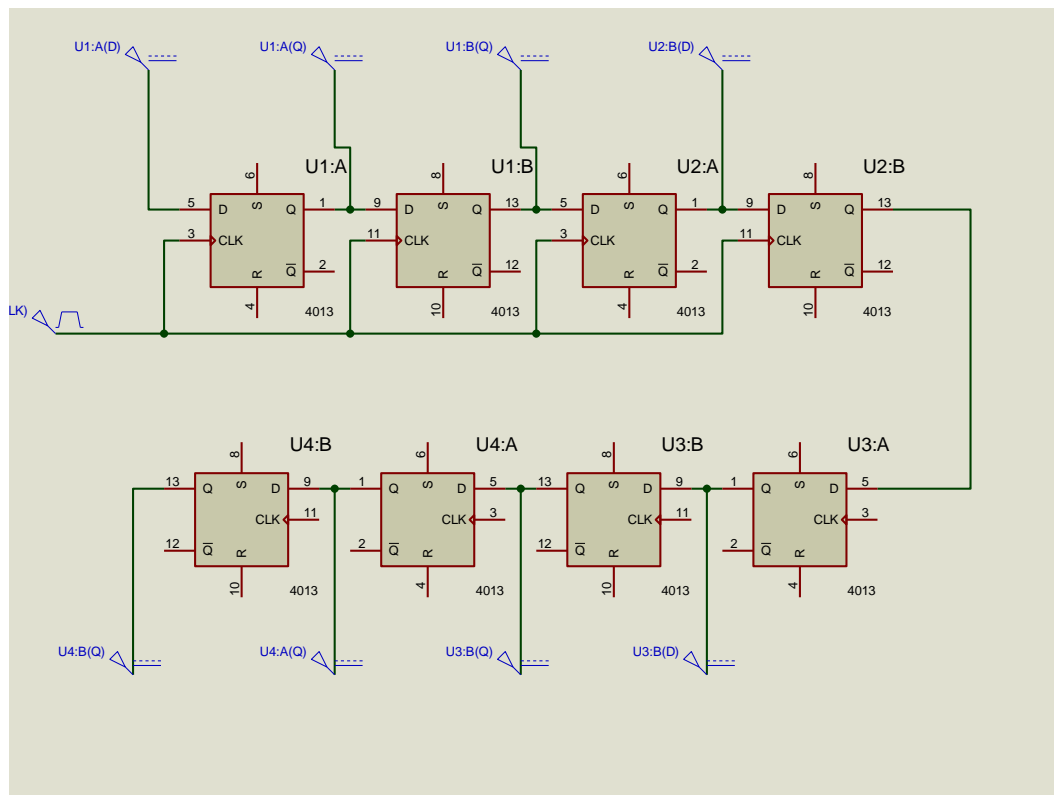 U1:A(D) U1:A(Q) U1:B(Q) U2:B(D)
U1:A U1:B U2:A U2:B
6 8 6 8
5 D S Q 1 9 D S Q 13 5 D S Q 1 9 D S Q 13
3 CLK 11 CLK 3 CLK 11 CLK
R Q 2 R Q 12 R Q 2 R Q 12
4 4013 10 4013 4 4013 10 4013
LK)
U4:B U4:A U3:B U3:A
8 6 8 6
13 Q S D 9 1 Q S D 5 13 Q S D 9 1 Q S D 5
CLK 11 CLK 3 CLK 11 CLK 3
12 Q R 2 Q R 12 Q R 2 Q R
10 4013 4 4013 10 4013 4 4013
U4:B(Q) U4:A(Q) U3:B(Q) U3:B(D)